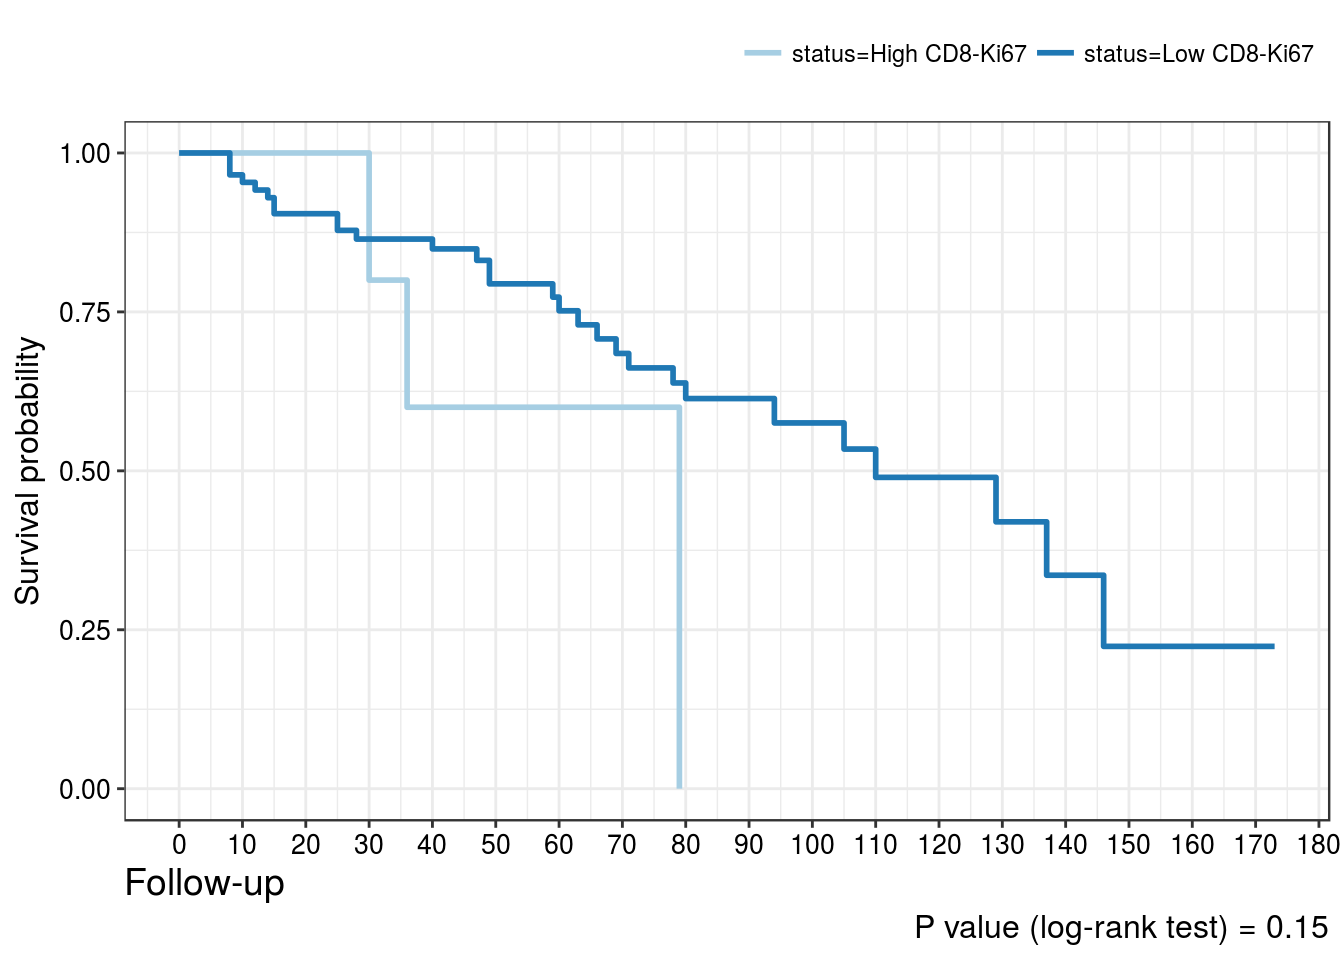 status=High CD8-Ki67 status=Low CD8-Ki67
1.00
0.75
0.50
0.25
0.00
Survival probability
0 10 20 30 40 50 60 70 80 90 100 110 120 130 140 150 160 170 180
Follow-up
P value (log-rank test) = 0.15